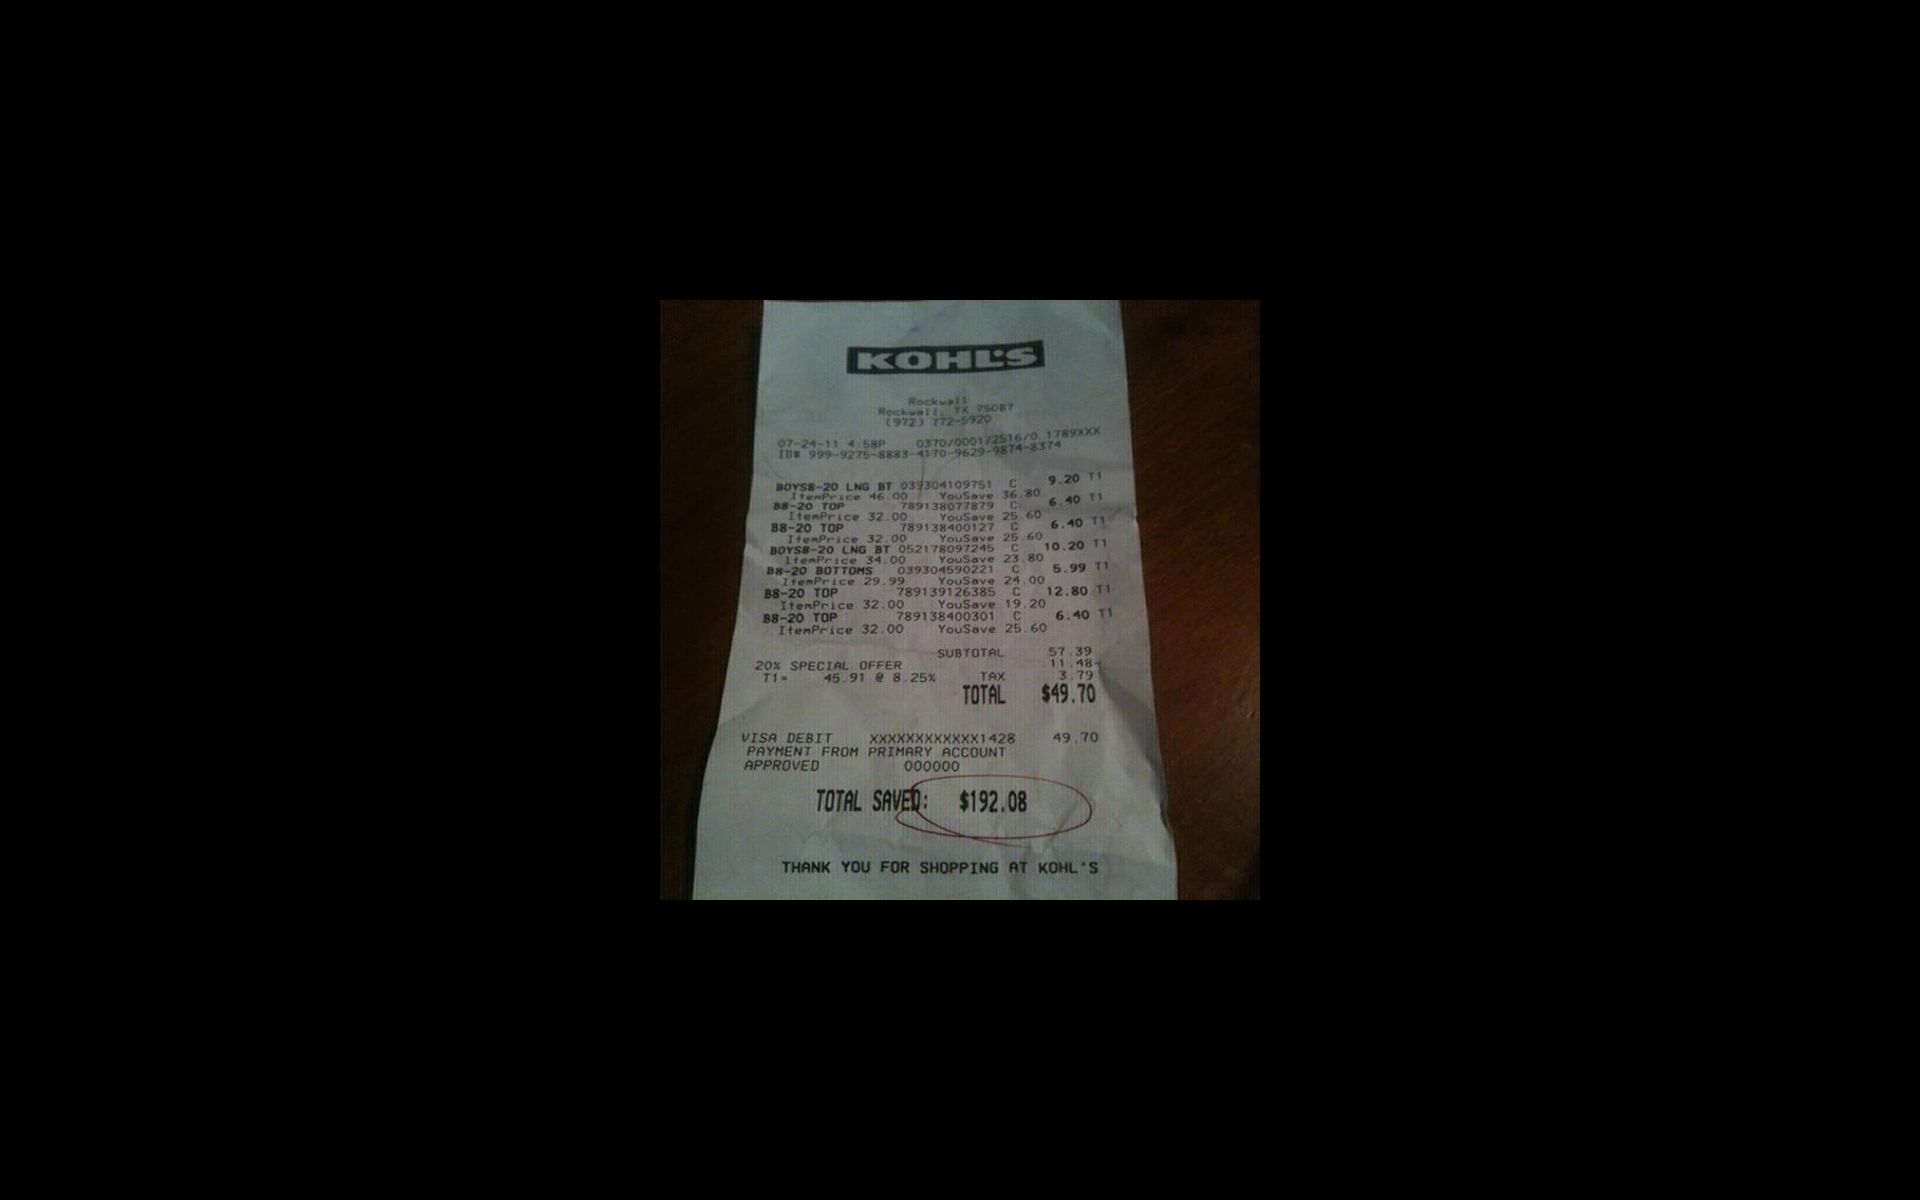 KOHL'S
Rockwall
Rockwall, TX 75087
(972) 772-5920
07-24-11 4:58P 0370/0001/2516/0 1789XXX
ID# 999-9275-8883-4170-9629-9874-8374
BOYS8-20 LNG BT 039304109751 C 9.20 T1
ItemPrice 46.00 YouSave 36.80
B8-20 TOP 789138077879 C 6.40 T1
ItemPrice 32.00 YouSave 25.60
B8-20 TOP 789138400127 C 6.40 T1
ItemPrice 32.00 YouSave 25.60
BOYS8-20 LNG BT 052178097245 C 10.20 T1
ItemPrice 34.00 YouSave 23.80
B8-20 BOTTOMS 039304590221 C 5.99 T1
ItemPrice 29.99 YouSave 24.00
B8-20 TOP 789139126385 C 12.80 T1
ItemPrice 32.00 YouSave 19.20
B8-20 TOP 789138400301 C 6.40 T1
ItemPrice 32.00 YouSave 25.60
SUBTOTAL 57.39
20% SPECIAL OFFER 11.48-
T1= 45.91 @ 8.25% TAX 3.79
TOTAL $49.70
VISA DEBIT XXXXXXXXXXXX1428 49.70
PAYMENT FROM PRIMARY ACCOUNT
APPROVED 000000
TOTAL SAVED: $192.08
THANK YOU FOR SHOPPING AT KOHL'S